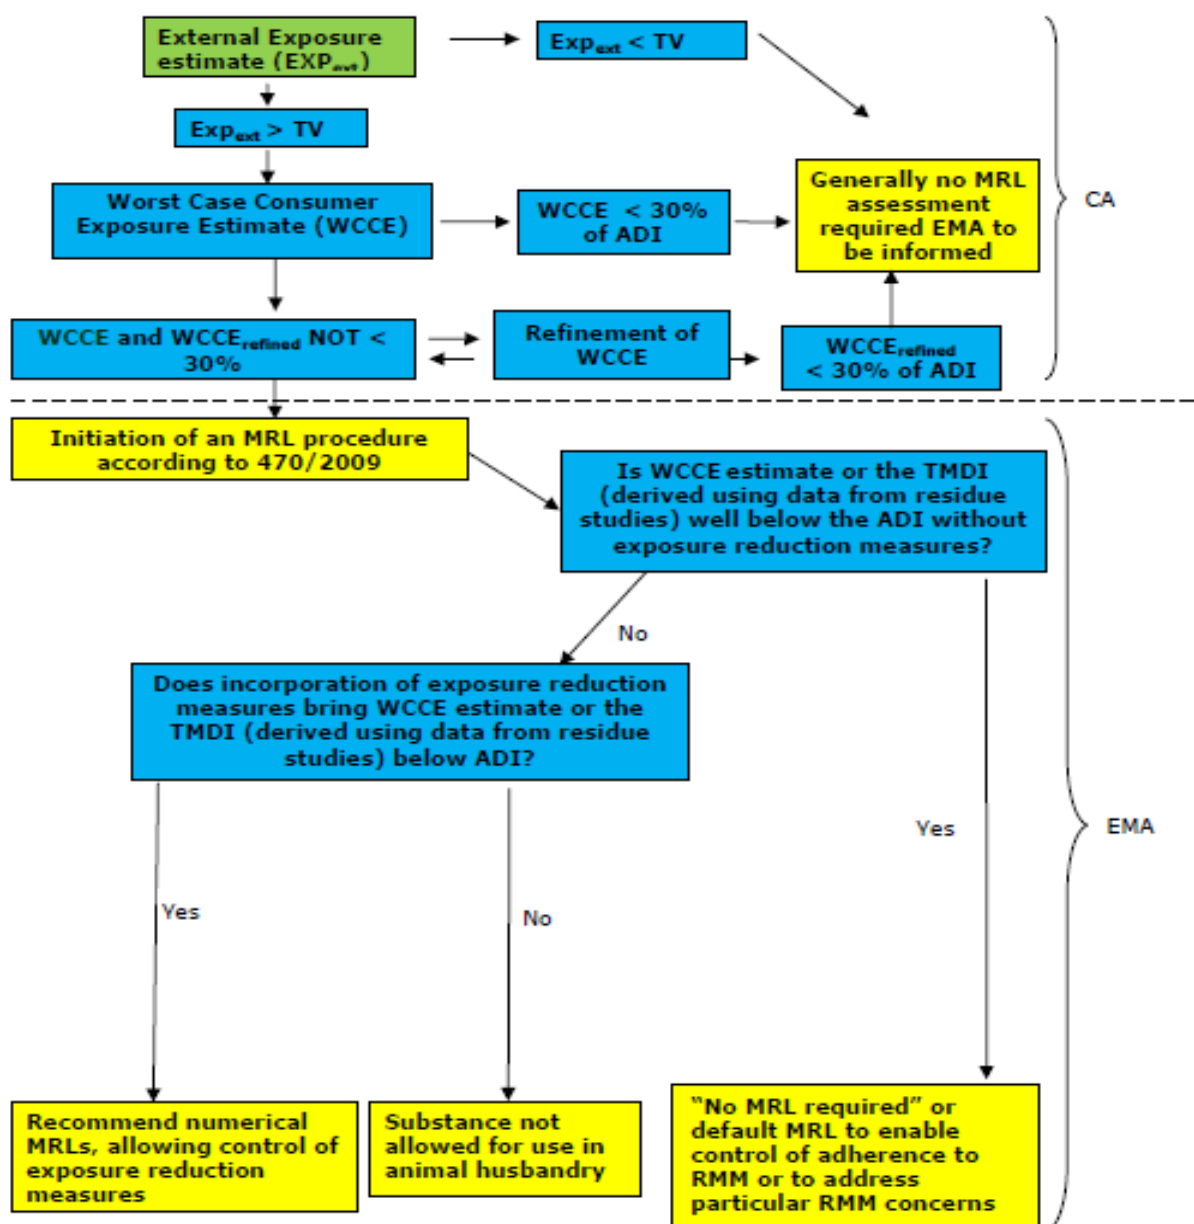 External Exposure
estimate (EXPext)
Expext < TV
Expext > TV
Worst Case Consumer
Exposure Estimate (WCCE)
WCCE < 30%
of ADI
Generally no MRL
assessment
required EMA to
be informed
CA
WCCE and WCCErefined NOT <
30%
Refinement of
WCCE
WCCErefined
< 30% of ADI
Initiation of an MRL procedure
according to 470/2009
Is WCCE estimate or the TMDI
(derived using data from residue
studies) well below the ADI without
exposure reduction measures?
No
Does incorporation of exposure reduction
measures bring WCCE estimate or the
TMDI (derived using data from residue
studies) below ADI?
Yes
EMA
Yes
No
Recommend numerical
MRLs, allowing control of
exposure reduction
measures
Substance not
allowed for use in
animal husbandry
“No MRL required” or
default MRL to enable
control of adherence to
RMM or to address
particular RMM concerns